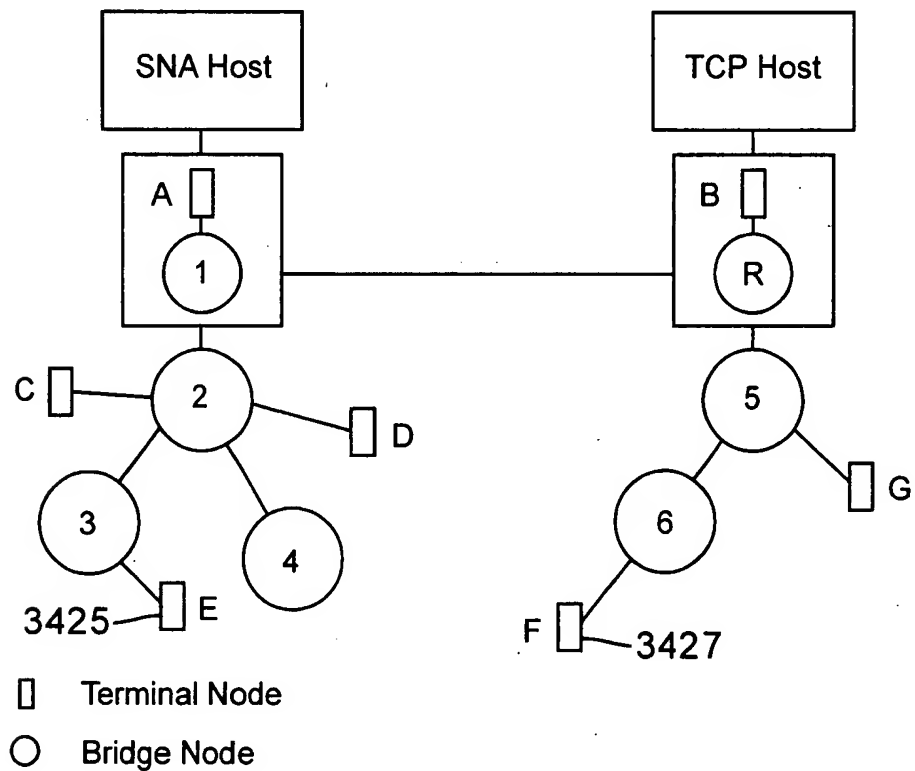 SNA Host
TCP Host
A
B
1
R
C
2
D
5
G
3
4
6
3425
E
F
3427
Terminal Node
Bridge Node